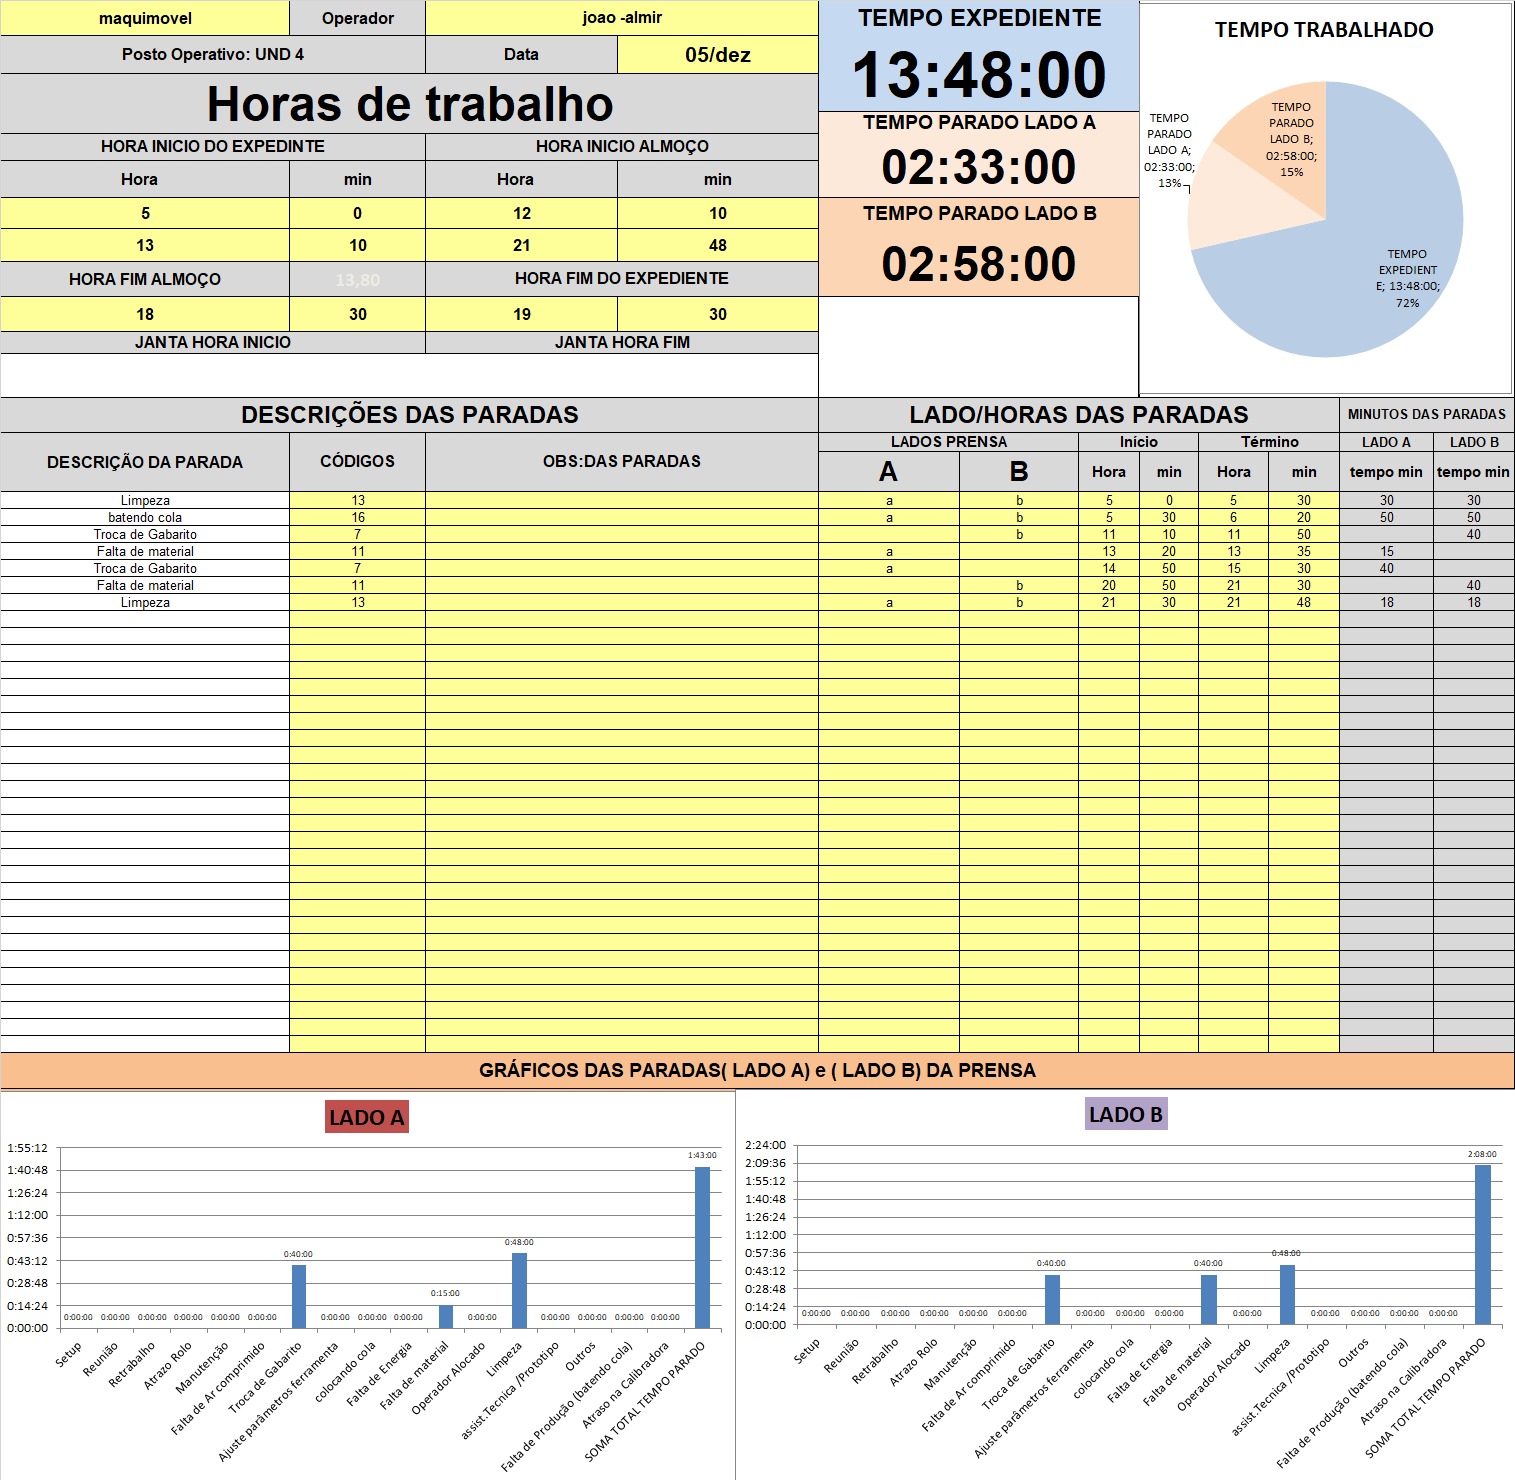 maquimovel Operador joao -almir
Posto Operativo: UND 4 Data 05/dez
Horas de trabalho
HORA INICIO DO EXPEDINTE HORA INICIO ALMOÇO
Hora min Hora min
5 0 12 10
13 10 21 48
HORA FIM ALMOÇO 13,80 HORA FIM DO EXPEDIENTE
18 30 19 30
JANTA HORA INICIO JANTA HORA FIM
TEMPO EXPEDIENTE
13:48:00
TEMPO PARADO LADO A
02:33:00
TEMPO PARADO LADO B
02:58:00
TEMPO TRABALHADO
TEMPO
PARADO
LADO A;
02:33:00;
13%
TEMPO
PARADO
LADO B;
02:58:00;
15%
TEMPO
EXPEDIENT
E; 13:48:00;
72%
DESCRIÇÕES DAS PARADAS LADO/HORAS DAS PARADAS MINUTOS DAS PARADAS
DESCRIÇÃO DA PARADA CÓDIGOS OBS:DAS PARADAS
LADOS PRENSA Início Término LADO A LADO B
A B Hora min Hora min tempo min tempo min
Limpeza 13 a b 5 0 5 30 30 30
batendo cola 16 a b 5 30 6 20 50 50
Troca de Gabarito 7 b 11 10 11 50 40
Falta de material 11 a 13 20 13 35 15
Troca de Gabarito 7 a 14 50 15 30 40
Falta de material 11 b 20 50 21 30 40
Limpeza 13 a b 21 30 21 48 18 18
GRÁFICOS DAS PARADAS( LADO A) e ( LADO B) DA PRENSA
LADO A
1:55:12
1:40:48
1:26:24
1:12:00
0:57:36
0:43:12
0:28:48
0:14:24
0:00:00
0:00:00 0:00:00 0:00:00 0:00:00 0:00:00 0:00:00 0:40:00 0:00:00 0:00:00 0:00:00 0:15:00 0:00:00 0:48:00 0:00:00 0:00:00 0:00:00 0:00:00 1:43:00
Setup
Reunião
Retrabalho
Atrazo Rolo
Manutenção
Falta de Ar comprimido
Troca de Gabarito
Ajuste parâmetros ferramenta
colocando cola
Falta de Energia
Falta de material
Operador Alocado
Limpeza
assist.Tecnica /Prototipo
Outros
Falta de Produção (batendo cola)
Atraso na Calibradora
SOMA TOTAL TEMPO PARADO
LADO B
2:24:00
2:09:36
1:55:12
1:40:48
1:26:24
1:12:00
0:57:36
0:43:12
0:28:48
0:14:24
0:00:00
0:00:00 0:00:00 0:00:00 0:00:00 0:00:00 0:00:00 0:40:00 0:00:00 0:00:00 0:00:00 0:40:00 0:00:00 0:48:00 0:00:00 0:00:00 0:00:00 0:00:00 2:08:00
Setup
Reunião
Retrabalho
Atrazo Rolo
Manutenção
Falta de Ar comprimido
Troca de Gabarito
Ajuste parâmetros ferramenta
colocando cola
Falta de Energia
Falta de material
Operador Alocado
Limpeza
assist.Tecnica /Prototipo
Outros
Falta de Produção (batendo cola)
Atraso na Calibradora
SOMA TOTAL TEMPO PARADO